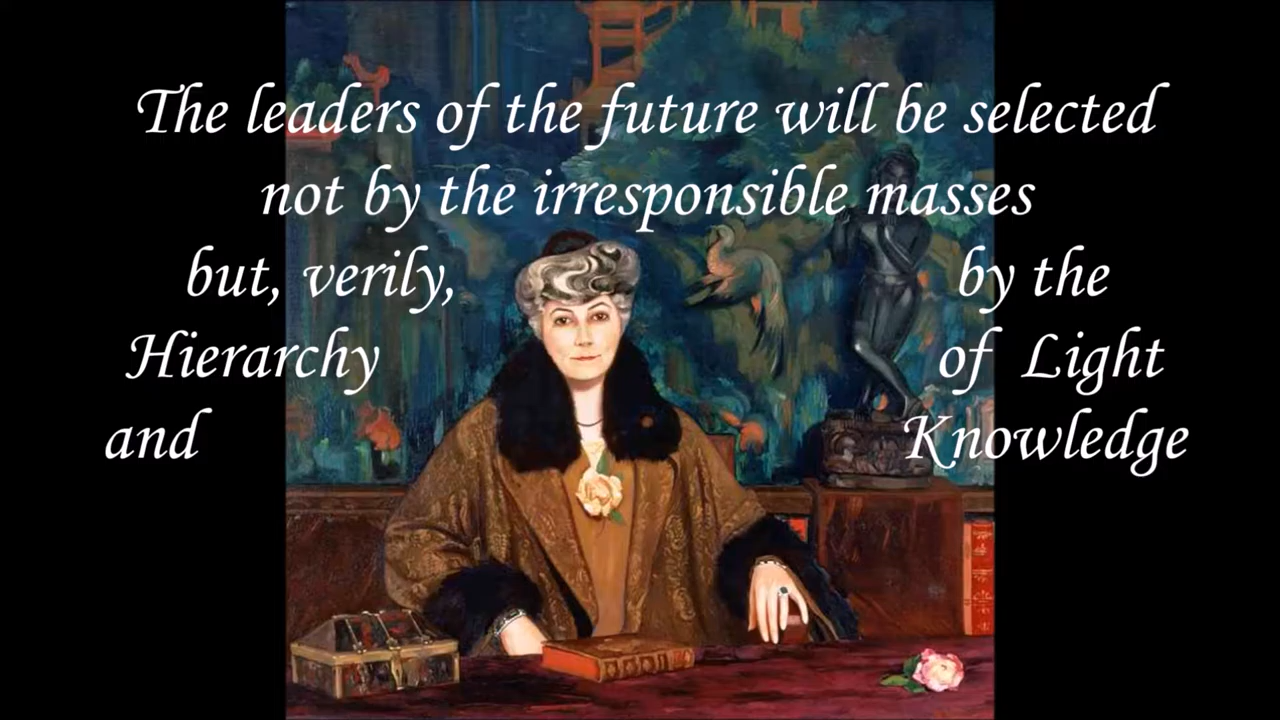 The leaders of the future will be selected
not by the irresponsible masses
but, verily, by the
Hierarchy of Light
and Knowledge